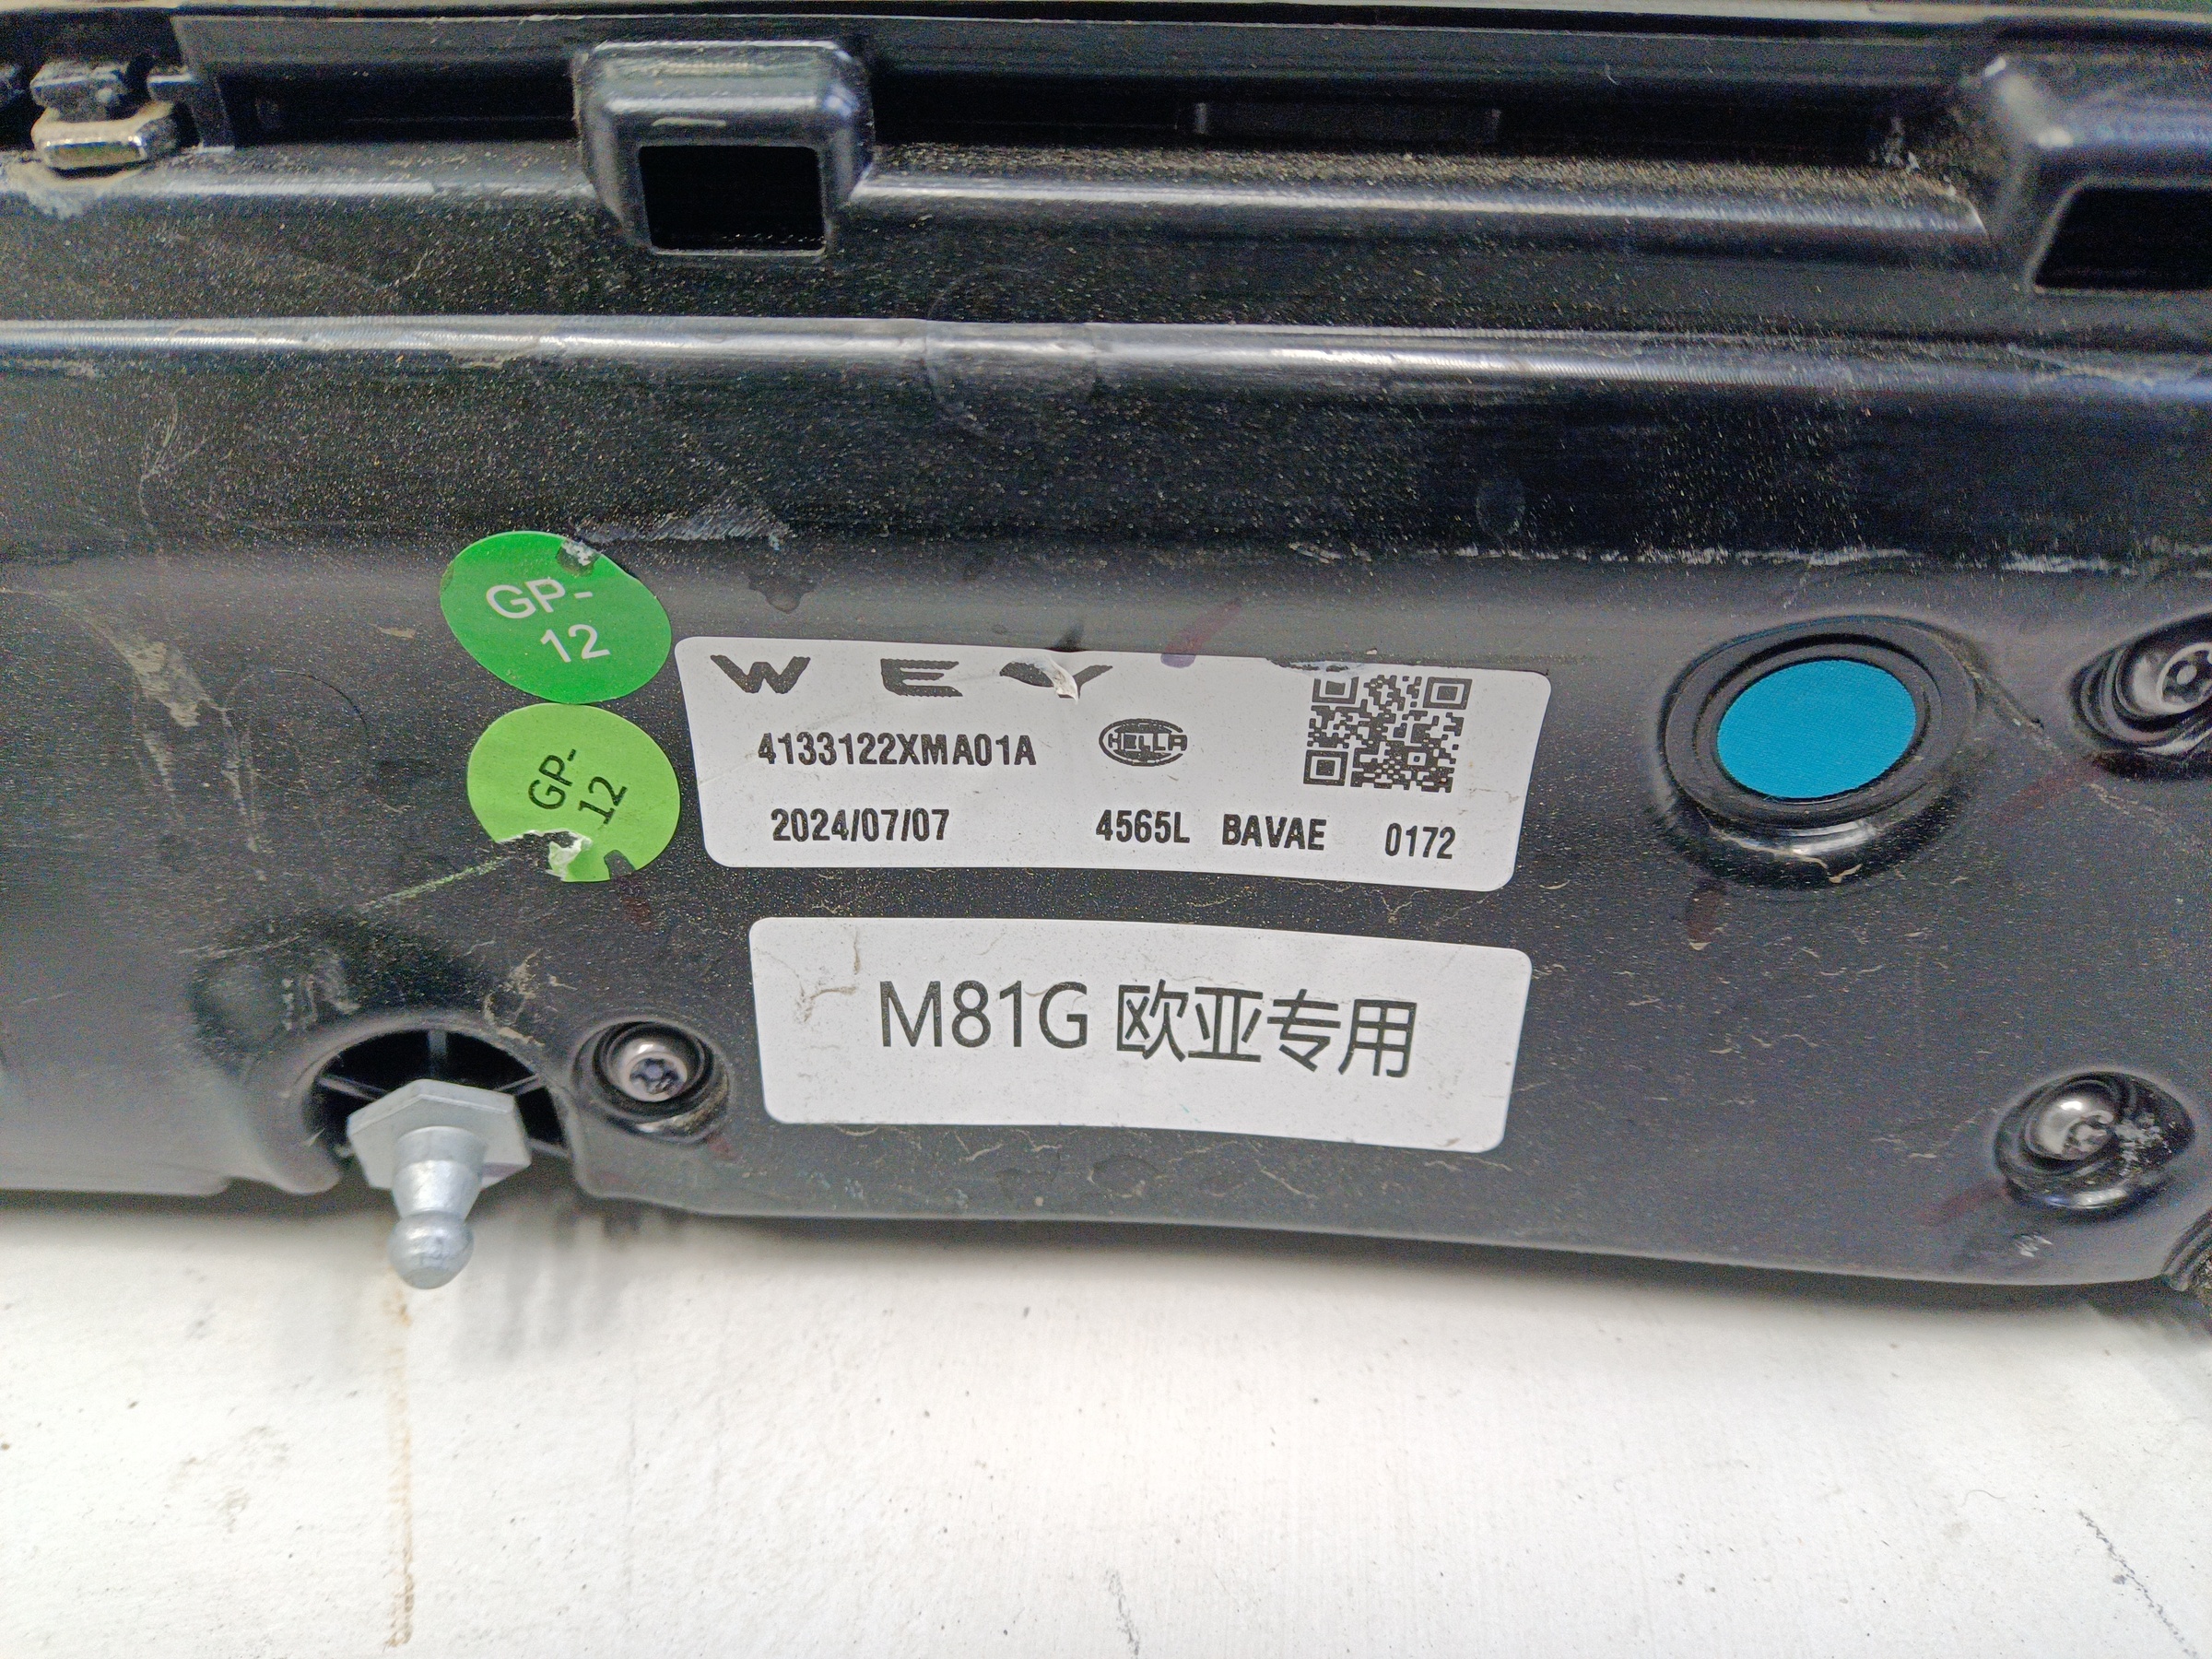 GP-
12
GP-
12
WEY
4133122XMA01A HELLA
2024/07/07 4565L BAVAE 0172
M81G 欧亚专用